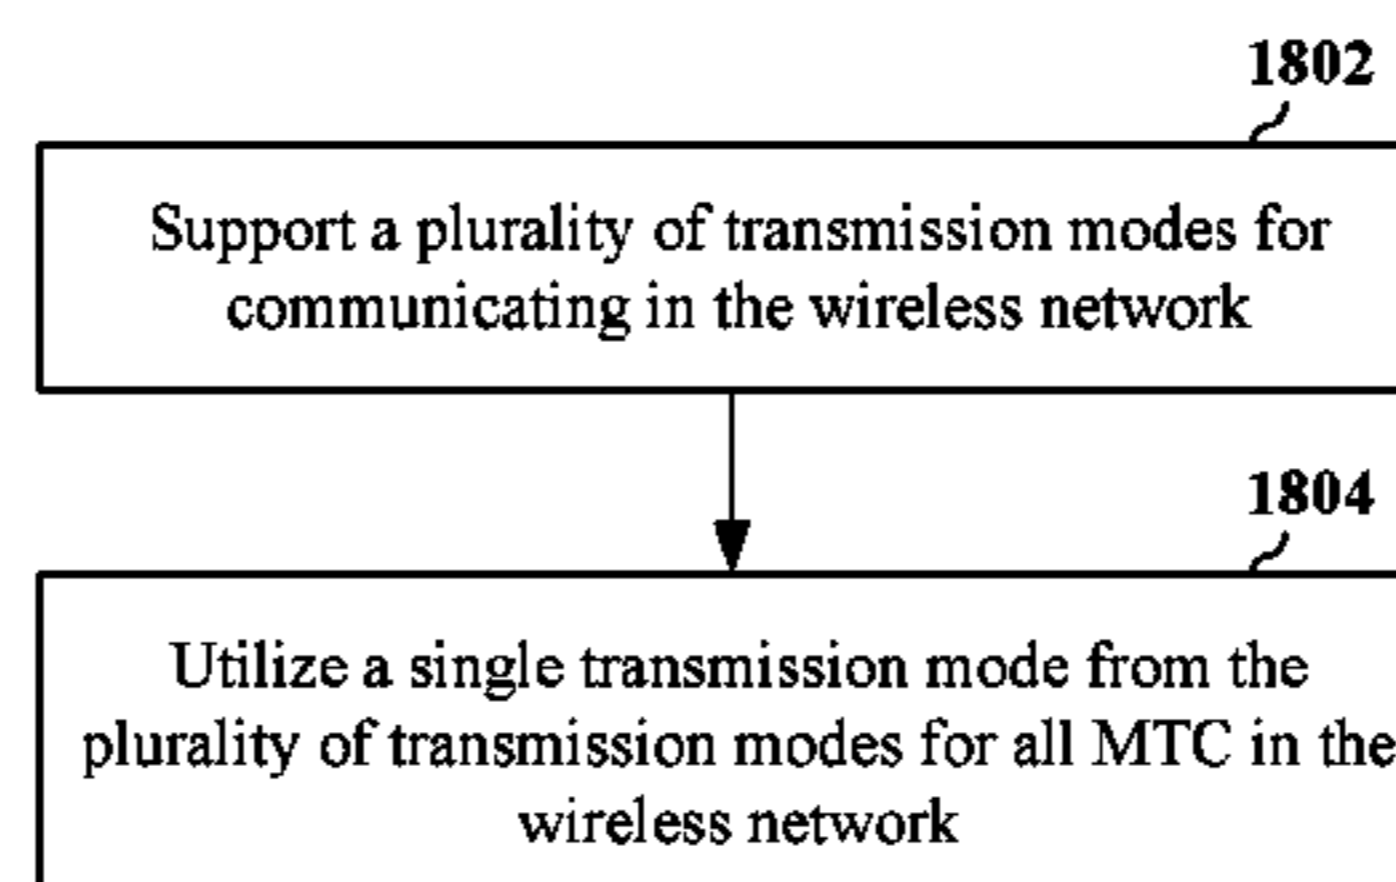 1802
Support a plurality of transmission modes for
communicating in the wireless network
1804
Utilize a single transmission mode from the
plurality of transmission modes for all MTC in the
wireless network